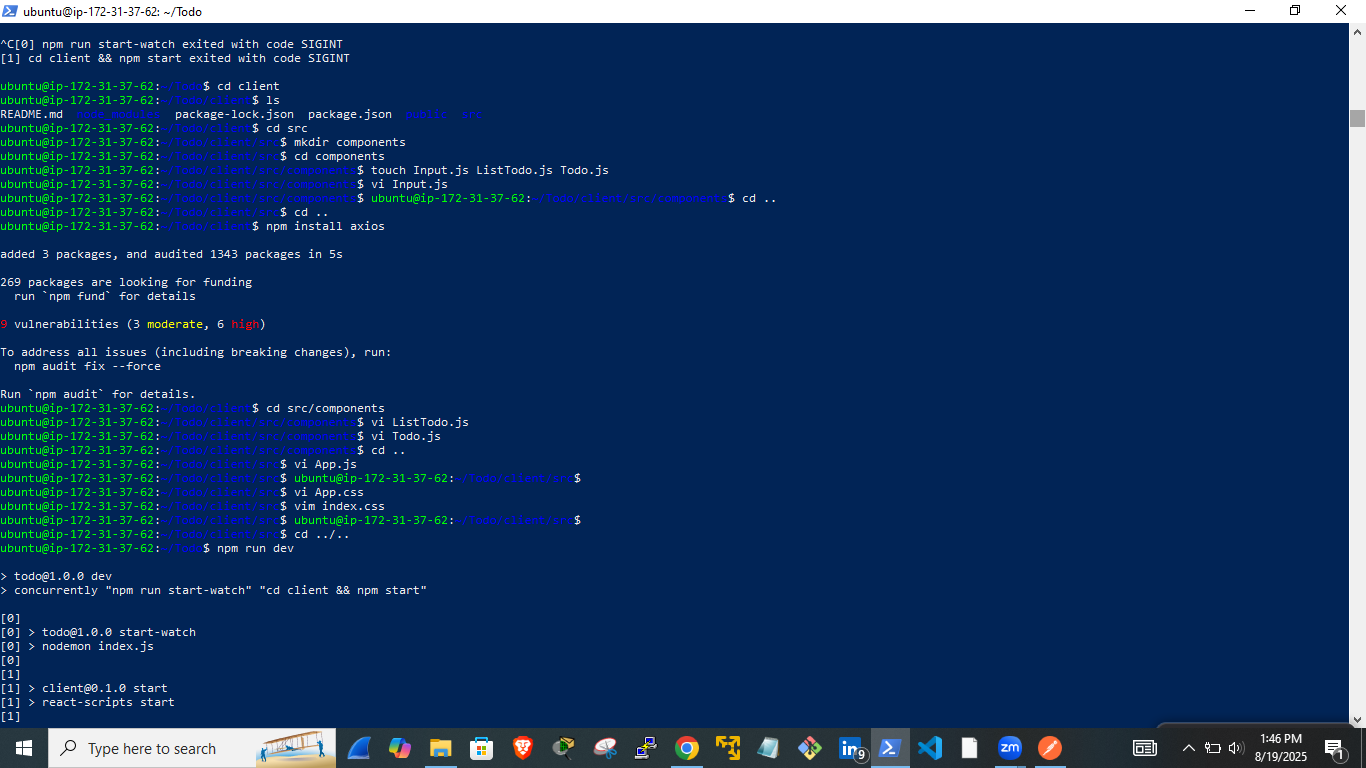 ubuntu@ip-172-31-37-62: ~/Todo
^C[0] npm run start-watch exited with code SIGINT
[1] cd client && npm start exited with code SIGINT
ubuntu@ip-172-31-37-62:~/Todo$ cd client
ubuntu@ip-172-31-37-62:~/Todo/client$ ls
README.md node_modules package-lock.json package.json public src
ubuntu@ip-172-31-37-62:~/Todo/client$ cd src
ubuntu@ip-172-31-37-62:~/Todo/client/src$ mkdir components
ubuntu@ip-172-31-37-62:~/Todo/client/src$ cd components
ubuntu@ip-172-31-37-62:~/Todo/client/src/components$ touch Input.js ListTodo.js Todo.js
ubuntu@ip-172-31-37-62:~/Todo/client/src/components$ vi Input.js
ubuntu@ip-172-31-37-62:~/Todo/client/src/components$ ubuntu@ip-172-31-37-62:~/Todo/client/src/components$ cd ..
ubuntu@ip-172-31-37-62:~/Todo/client/src$ cd ..
ubuntu@ip-172-31-37-62:~/Todo/client$ npm install axios
added 3 packages, and audited 1343 packages in 5s
269 packages are looking for funding
run `npm fund` for details
9 vulnerabilities (3 moderate, 6 high)
To address all issues (including breaking changes), run:
npm audit fix --force
Run `npm audit` for details.
ubuntu@ip-172-31-37-62:~/Todo/client$ cd src/components
ubuntu@ip-172-31-37-62:~/Todo/client/src/components$ vi ListTodo.js
ubuntu@ip-172-31-37-62:~/Todo/client/src/components$ vi Todo.js
ubuntu@ip-172-31-37-62:~/Todo/client/src/components$ cd ..
ubuntu@ip-172-31-37-62:~/Todo/client/src$ vi App.js
ubuntu@ip-172-31-37-62:~/Todo/client/src$ ubuntu@ip-172-31-37-62:~/Todo/client/src$
ubuntu@ip-172-31-37-62:~/Todo/client/src$ vi App.css
ubuntu@ip-172-31-37-62:~/Todo/client/src$ vim index.css
ubuntu@ip-172-31-37-62:~/Todo/client/src$ ubuntu@ip-172-31-37-62:~/Todo/client/src$
ubuntu@ip-172-31-37-62:~/Todo/client/src$ cd ../..
ubuntu@ip-172-31-37-62:~/Todo$ npm run dev
> todo@1.0.0 dev
> concurrently "npm run start-watch" "cd client && npm start"
[0]
[0] > todo@1.0.0 start-watch
[0] > nodemon index.js
[0]
[1]
[1] > client@0.1.0 start
[1] > react-scripts start
[1]
Type here to search
in
9
zm
1:46 PM
8/19/2025
1